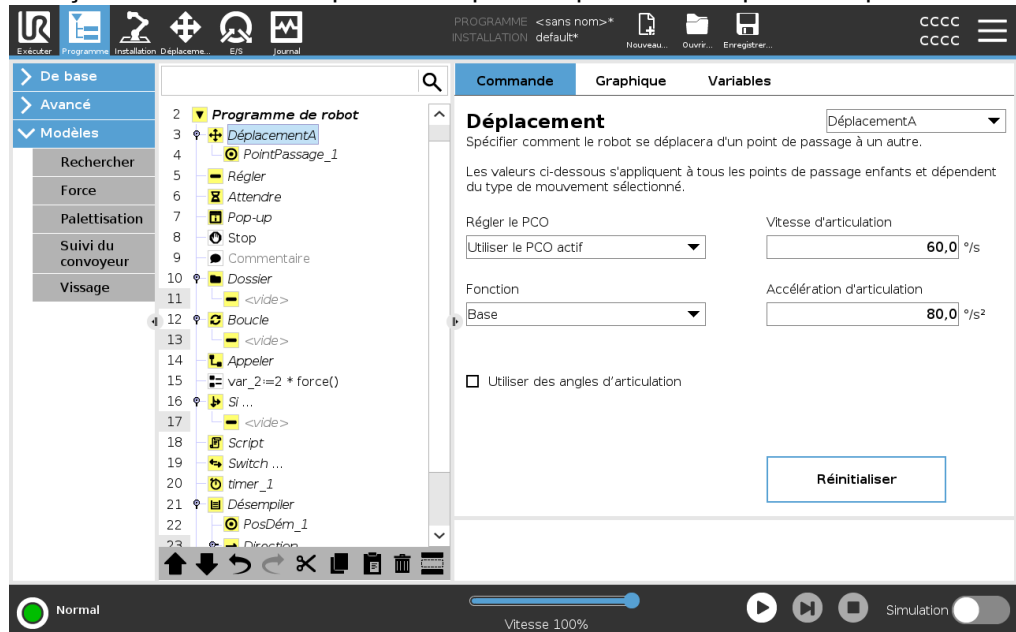 PROGRAMME <sans nom>*
INSTALLATION default*
UR
Exécuter
Programme
Installation
Déplaceme...
E/S
Journal
Nouveau...
Ouvrir...
Enregistrer...
CCCC
CCCC
De base
Avancé
Modèles
Rechercher
Force
Palettisation
Suivi du
convoyeur
Vissage
2 Programme de robot
3 DéplacementA
4 PointPassage_1
5 Régler
6 Attendre
7 Pop-up
8 Stop
9 Commentaire
10 Dossier
11 <vide>
12 Boucle
13 <vide>
14 Appeler
15 var_2≔2 * force()
16 Si ...
17 <vide>
18 Script
19 Switch ...
20 timer_1
21 Désempiler
22 PosDém_1
23 Direction
Commande
Graphique
Variables
Déplacement
DéplacementA
Spécifier comment le robot se déplacera d'un point de passage à un autre.
Les valeurs ci-dessous s'appliquent à tous les points de passage enfants et dépendent
du type de mouvement sélectionné.
Régler le PCO
Vitesse d'articulation
Utiliser le PCO actif
60,0 °/s
Fonction
Accélération d'articulation
Base
80,0 °/s²
Utiliser des angles d'articulation
Réinitialiser
Normal
Vitesse 100%
Simulation